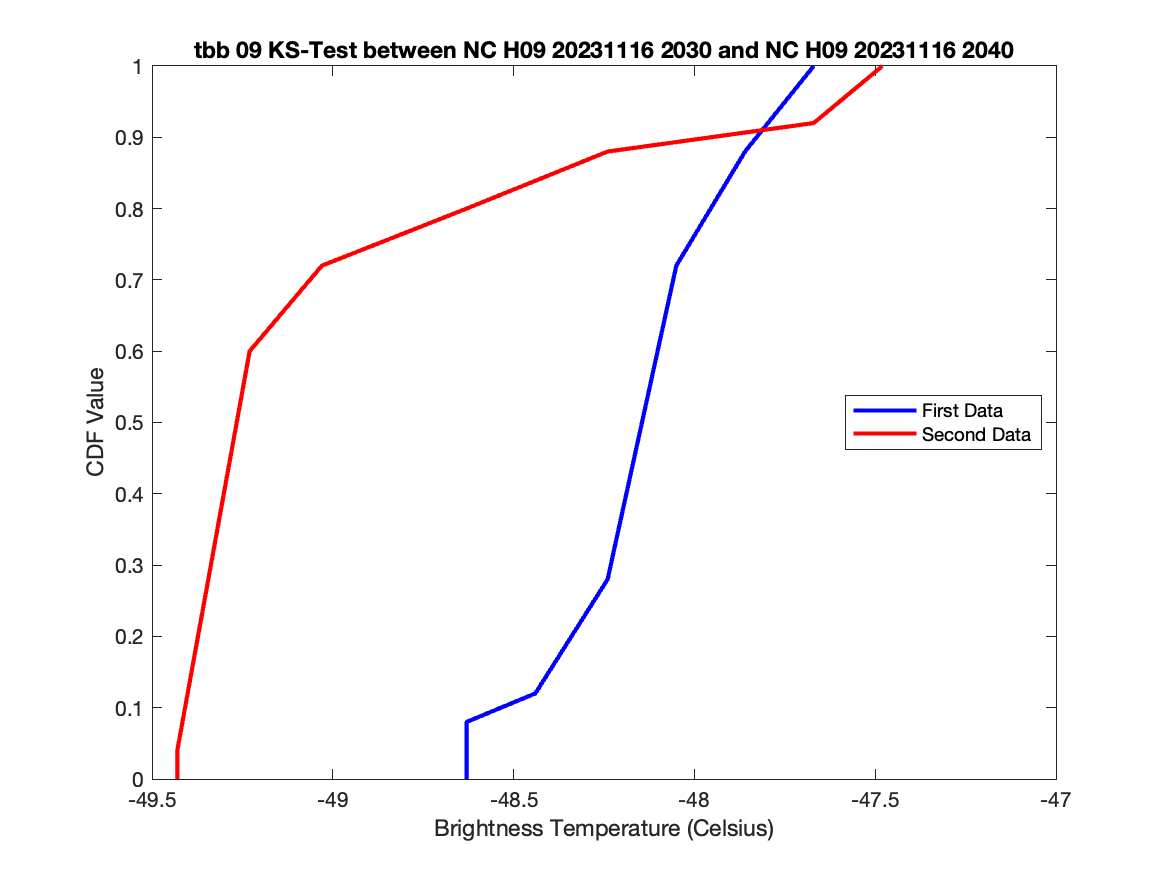 tbb 09 KS-Test between NC H09 20231116 2030 and NC H09 20231116 2040
1
0.9
0.8
0.7
0.6
0.5
0.4
0.3
0.2
0.1
0
CDF Value
First Data
Second Data
-49.5 -49 -48.5 -48 -47.5 -47
Brightness Temperature (Celsius)